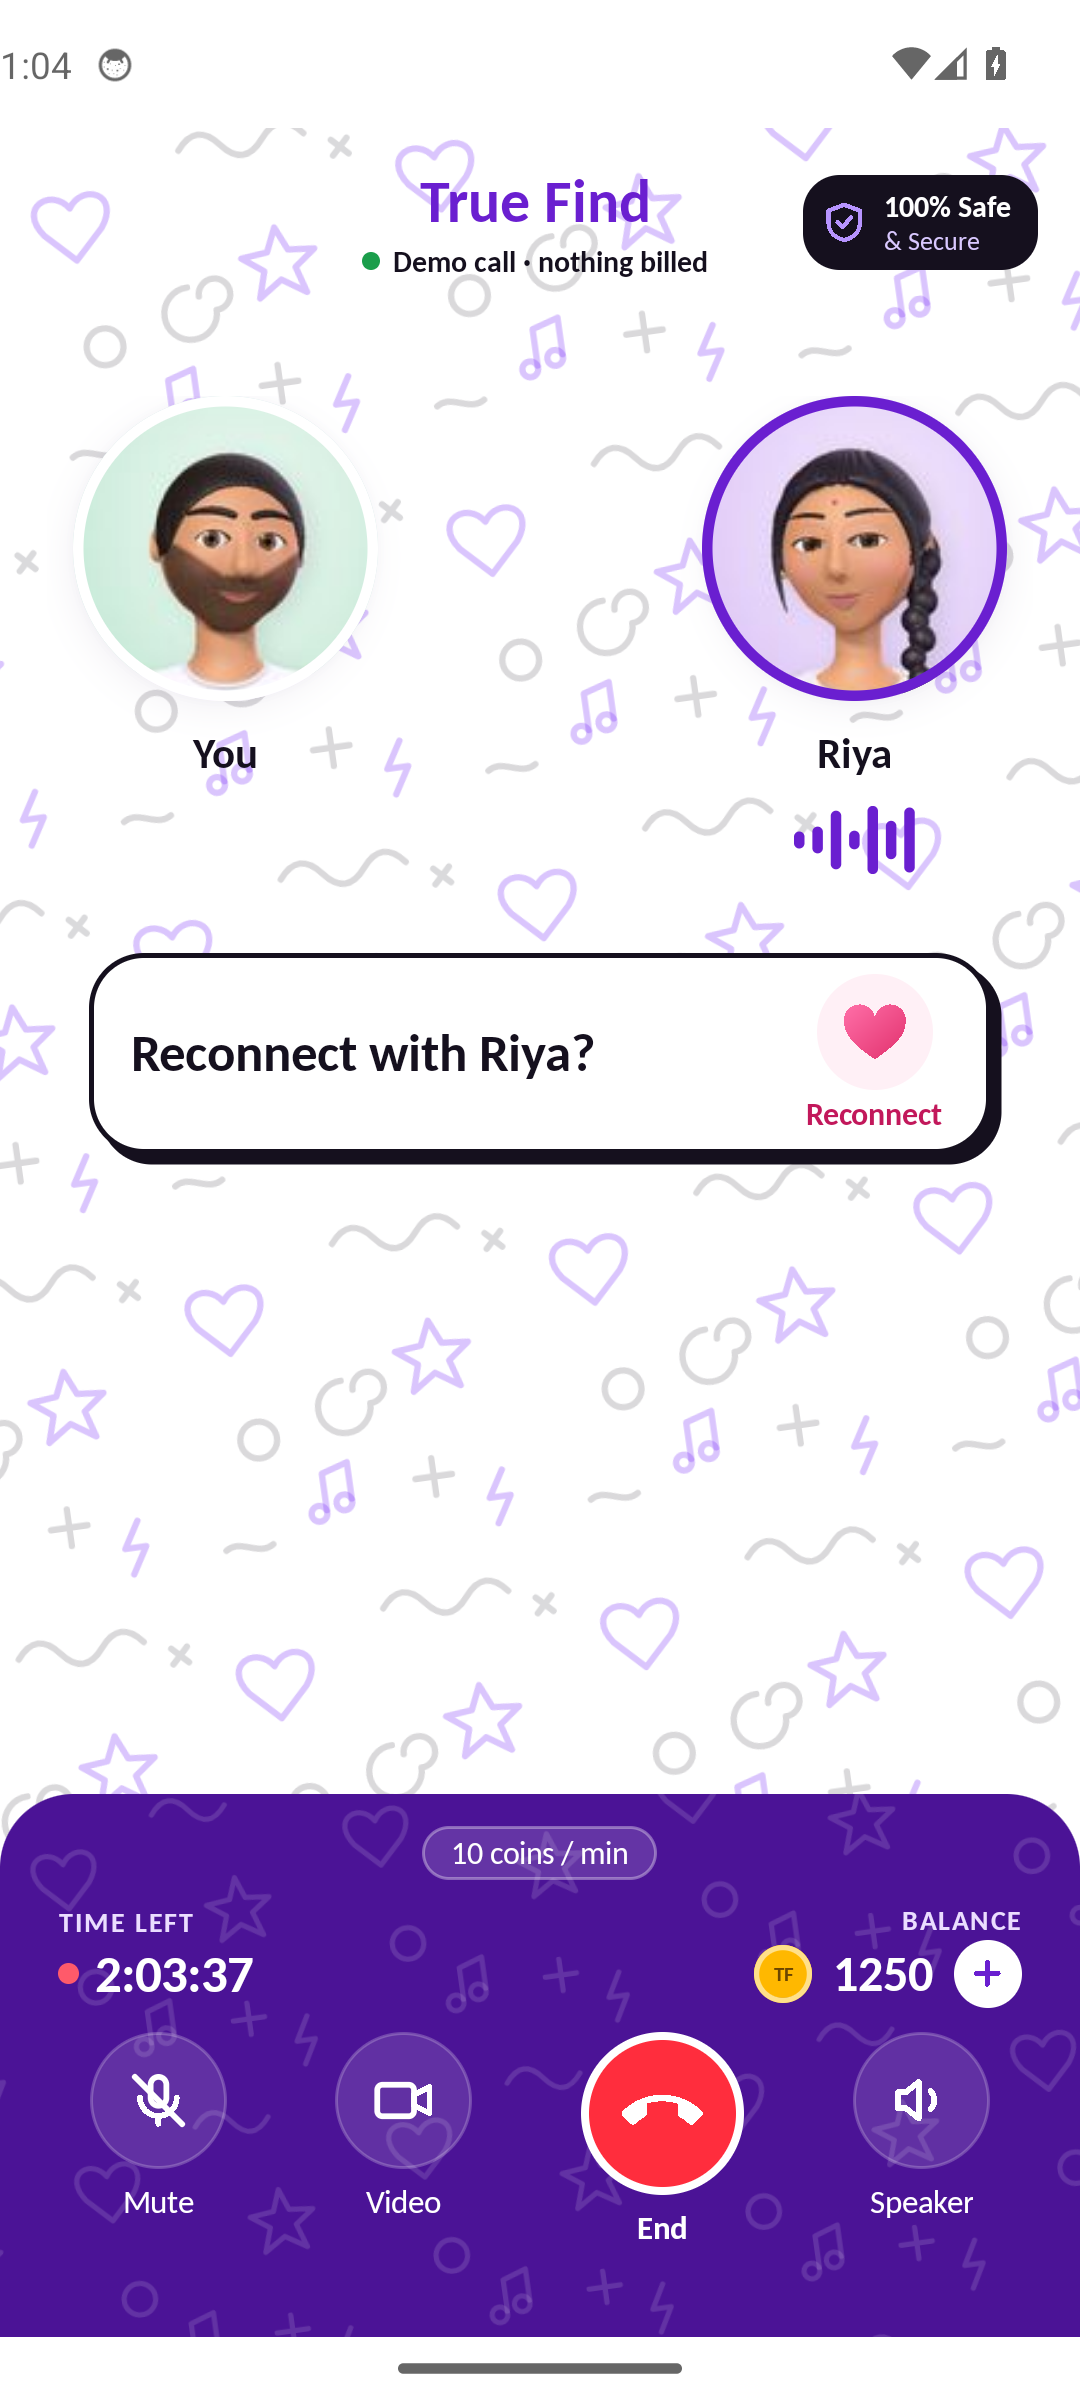 1:04
True Find
Demo call · nothing billed
100% Safe
& Secure
You
Riya
Reconnect with Riya?
Reconnect
10 coins / min
TIME LEFT
2:03:37
BALANCE
TF
1250
Mute
Video
End
Speaker